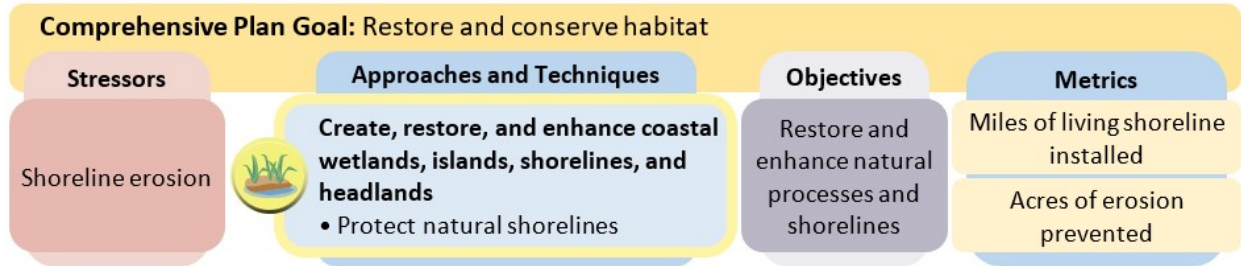 Comprehensive Plan Goal: Restore and conserve habitat
Stressors
Shoreline erosion
Approaches and Techniques
Create, restore, and enhance coastal
wetlands, islands, shorelines, and
headlands
• Protect natural shorelines
Objectives
Restore and
enhance natural
processes and
shorelines
Metrics
Miles of living shoreline
installed
Acres of erosion
prevented